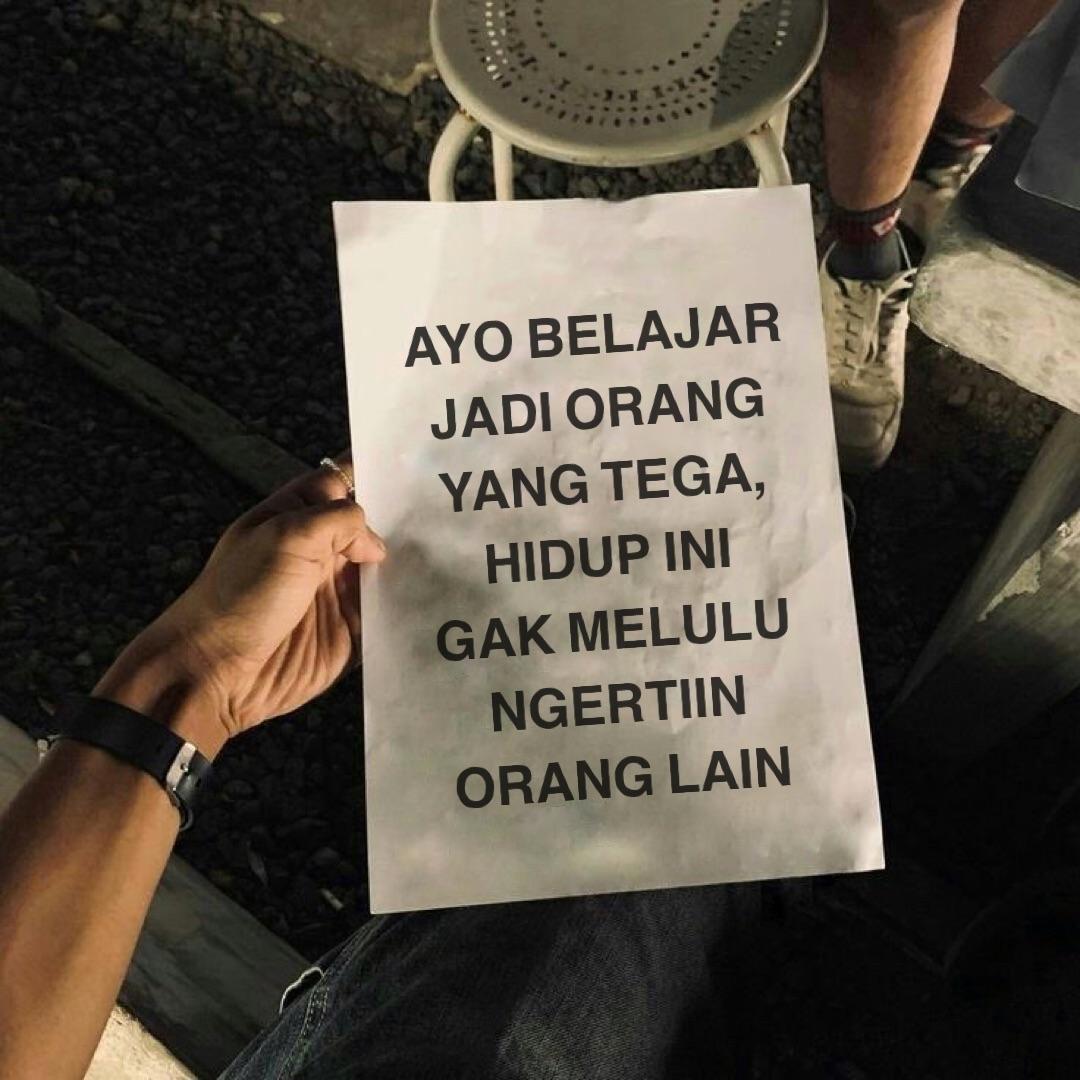 AYO BELAJAR
JADI ORANG
YANG TEGA,
HIDUP INI
GAK MELULU
NGERTIIN
ORANG LAIN